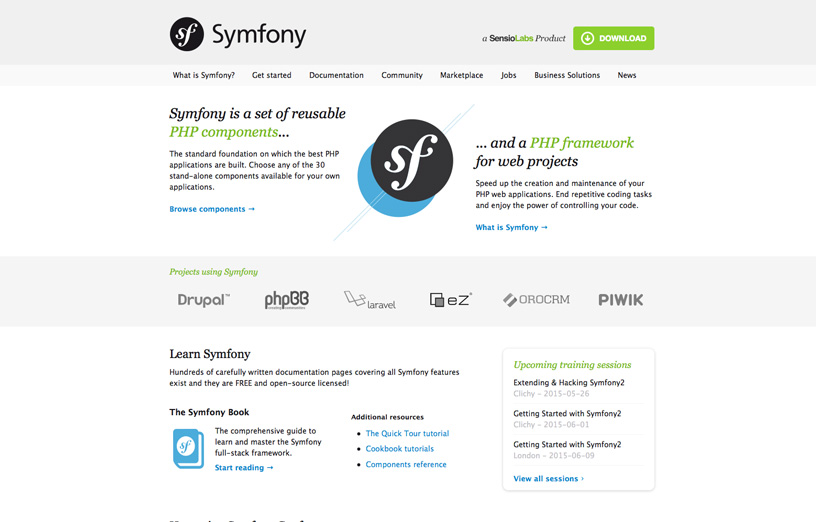 sf Symfony
a SensioLabs Product
DOWNLOAD
What is Symfony? Get started Documentation Community Marketplace Jobs Business Solutions News
Symfony is a set of reusable
PHP components...
The standard foundation on which the best PHP
applications are built. Choose any of the 30
stand-alone components available for your own
applications.
Browse components →
sf
... and a PHP framework
for web projects
Speed up the creation and maintenance of your
PHP web applications. End repetitive coding tasks
and enjoy the power of controlling your code.
What is Symfony →
Projects using Symfony
Drupal™ phpBB laravel eZ OROCRM PIWIK
Learn Symfony
Hundreds of carefully written documentation pages covering all Symfony features
exist and they are FREE and open-source licensed!
The Symfony Book
sf
The comprehensive guide to
learn and master the Symfony
full-stack framework.
Start reading →
Additional resources
• The Quick Tour tutorial
• Cookbook tutorials
• Components reference
Upcoming training sessions
Extending & Hacking Symfony2
Clichy - 2015-05-26
Getting Started with Symfony2
Clichy - 2015-06-01
Getting Started with Symfony2
London - 2015-06-09
View all sessions ›